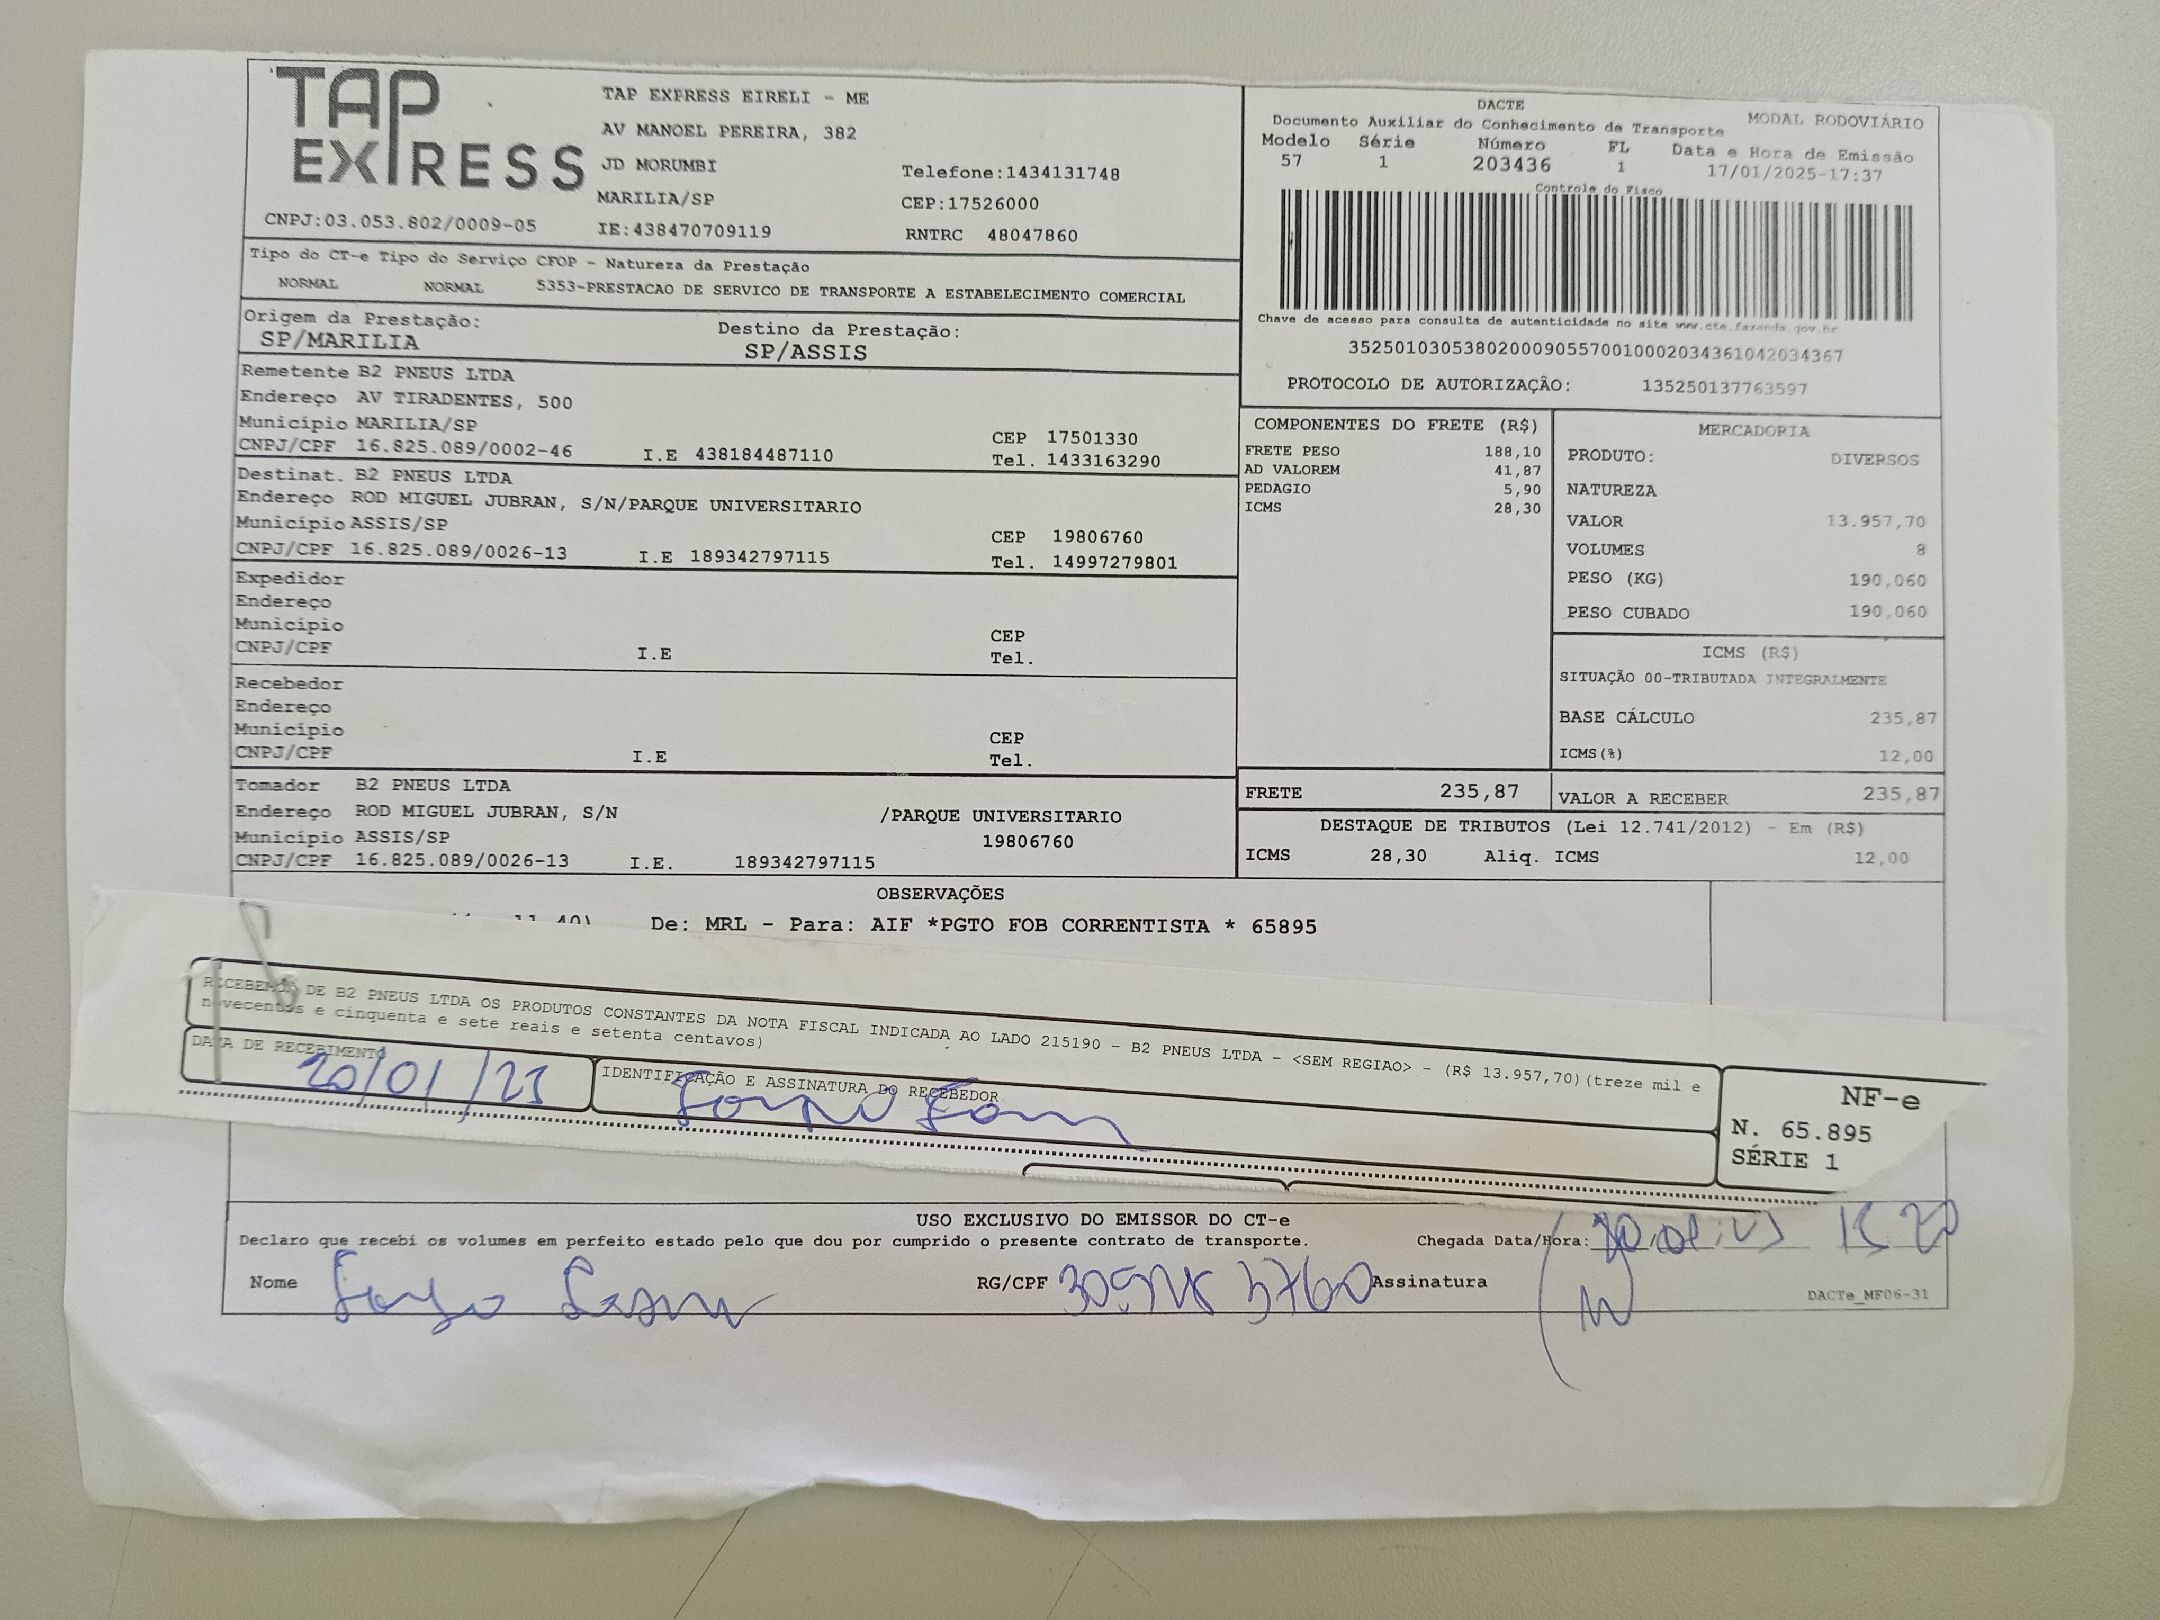 TAP
EXPRESS
CNPJ:03.053.802/0009-05
TAP EXPRESS EIRELI - ME
AV MANOEL PEREIRA, 382
JD MORUMBI
MARILIA/SP
IE:438470709119
Telefone:1434131748
CEP:17526000
RNTRC 48047860
DACTE
MODAL RODOVIÁRIO
Documento Auxiliar do Conhecimento de Transporte
Modelo Série Número FL Data e Hora de Emissão
57 1 203436 1 17/01/2025-17:37
Controle do Fisco
Chave de acesso para consulta de autenticidade no site www.cte.fazenda.gov.br
35250103053802000905570010002034361042034367
PROTOCOLO DE AUTORIZAÇÃO: 135250137763597
Tipo do CT-e Tipo do Serviço CFOP - Natureza da Prestação
NORMAL NORMAL 5353-PRESTACAO DE SERVICO DE TRANSPORTE A ESTABELECIMENTO COMERCIAL
Origem da Prestação: Destino da Prestação:
SP/MARILIA SP/ASSIS
Remetente B2 PNEUS LTDA
Endereço AV TIRADENTES, 500
Município MARILIA/SP CEP 17501330
CNPJ/CPF 16.825.089/0002-46 I.E 438184487110 Tel. 1433163290
Destinat. B2 PNEUS LTDA
Endereço ROD MIGUEL JUBRAN, S/N/PARQUE UNIVERSITARIO
Município ASSIS/SP CEP 19806760
CNPJ/CPF 16.825.089/0026-13 I.E 189342797115 Tel. 14997279801
Expedidor
Endereço
Município CEP
CNPJ/CPF I.E Tel.
Recebedor
Endereço
Município CEP
CNPJ/CPF I.E Tel.
Tomador B2 PNEUS LTDA
Endereço ROD MIGUEL JUBRAN, S/N /PARQUE UNIVERSITARIO
Município ASSIS/SP 19806760
CNPJ/CPF 16.825.089/0026-13 I.E. 189342797115
COMPONENTES DO FRETE (R$)
FRETE PESO 188,10
AD VALOREM 41,87
PEDAGIO 5,90
ICMS 28,30
MERCADORIA
PRODUTO: DIVERSOS
NATUREZA
VALOR 13.957,70
VOLUMES 8
PESO (KG) 190,060
PESO CUBADO 190,060
ICMS (R$)
SITUAÇÃO 00-TRIBUTADA INTEGRALMENTE
BASE CÁLCULO 235,87
ICMS(%) 12,00
FRETE 235,87 VALOR A RECEBER 235,87
DESTAQUE DE TRIBUTOS (Lei 12.741/2012) - Em (R$)
ICMS 28,30 Aliq. ICMS 12,00
OBSERVAÇÕES
De: MRL - Para: AIF *PGTO FOB CORRENTISTA * 65895
RECEBEMOS DE B2 PNEUS LTDA OS PRODUTOS CONSTANTES DA NOTA FISCAL INDICADA AO LADO 215190 - B2 PNEUS LTDA - <SEM REGIAO> - (R$ 13.957,70)(treze mil e
novecentos e cinquenta e sete reais e setenta centavos)
DATA DE RECEBIMENTO IDENTIFICAÇÃO E ASSINATURA DO RECEBEDOR
20/01/25
NF-e
N. 65.895
SÉRIE 1
USO EXCLUSIVO DO EMISSOR DO CT-e
Declaro que recebi os volumes em perfeito estado pelo que dou por cumprido o presente contrato de transporte. Chegada Data/Hora:
Nome RG/CPF Assinatura
DACTe_MF06-31